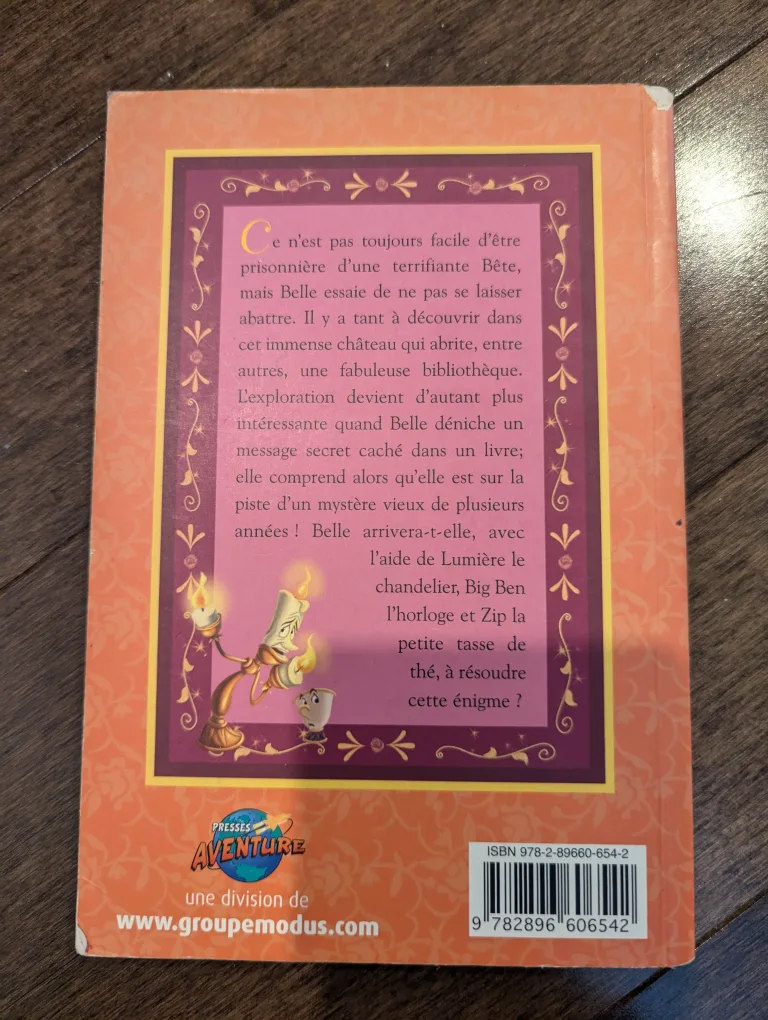 Ce n'est pas toujours facile d'être
prisonnière d'une terrifiante Bête,
mais Belle essaie de ne pas se laisser
abattre. Il y a tant à découvrir dans
cet immense château qui abrite, entre
autres, une fabuleuse bibliothèque.
L'exploration devient d'autant plus
intéressante quand Belle déniche un
message secret caché dans un livre;
elle comprend alors qu'elle est sur la
piste d'un mystère vieux de plusieurs
années ! Belle arrivera-t-elle, avec
l'aide de Lumière le
chandelier, Big Ben
l'horloge et Zip la
petite tasse de
thé, à résoudre
cette énigme ?
PRESSES
AVENTURE
une division de
www.groupemodus.com
ISBN 978-2-89660-654-2
9 782896 606542